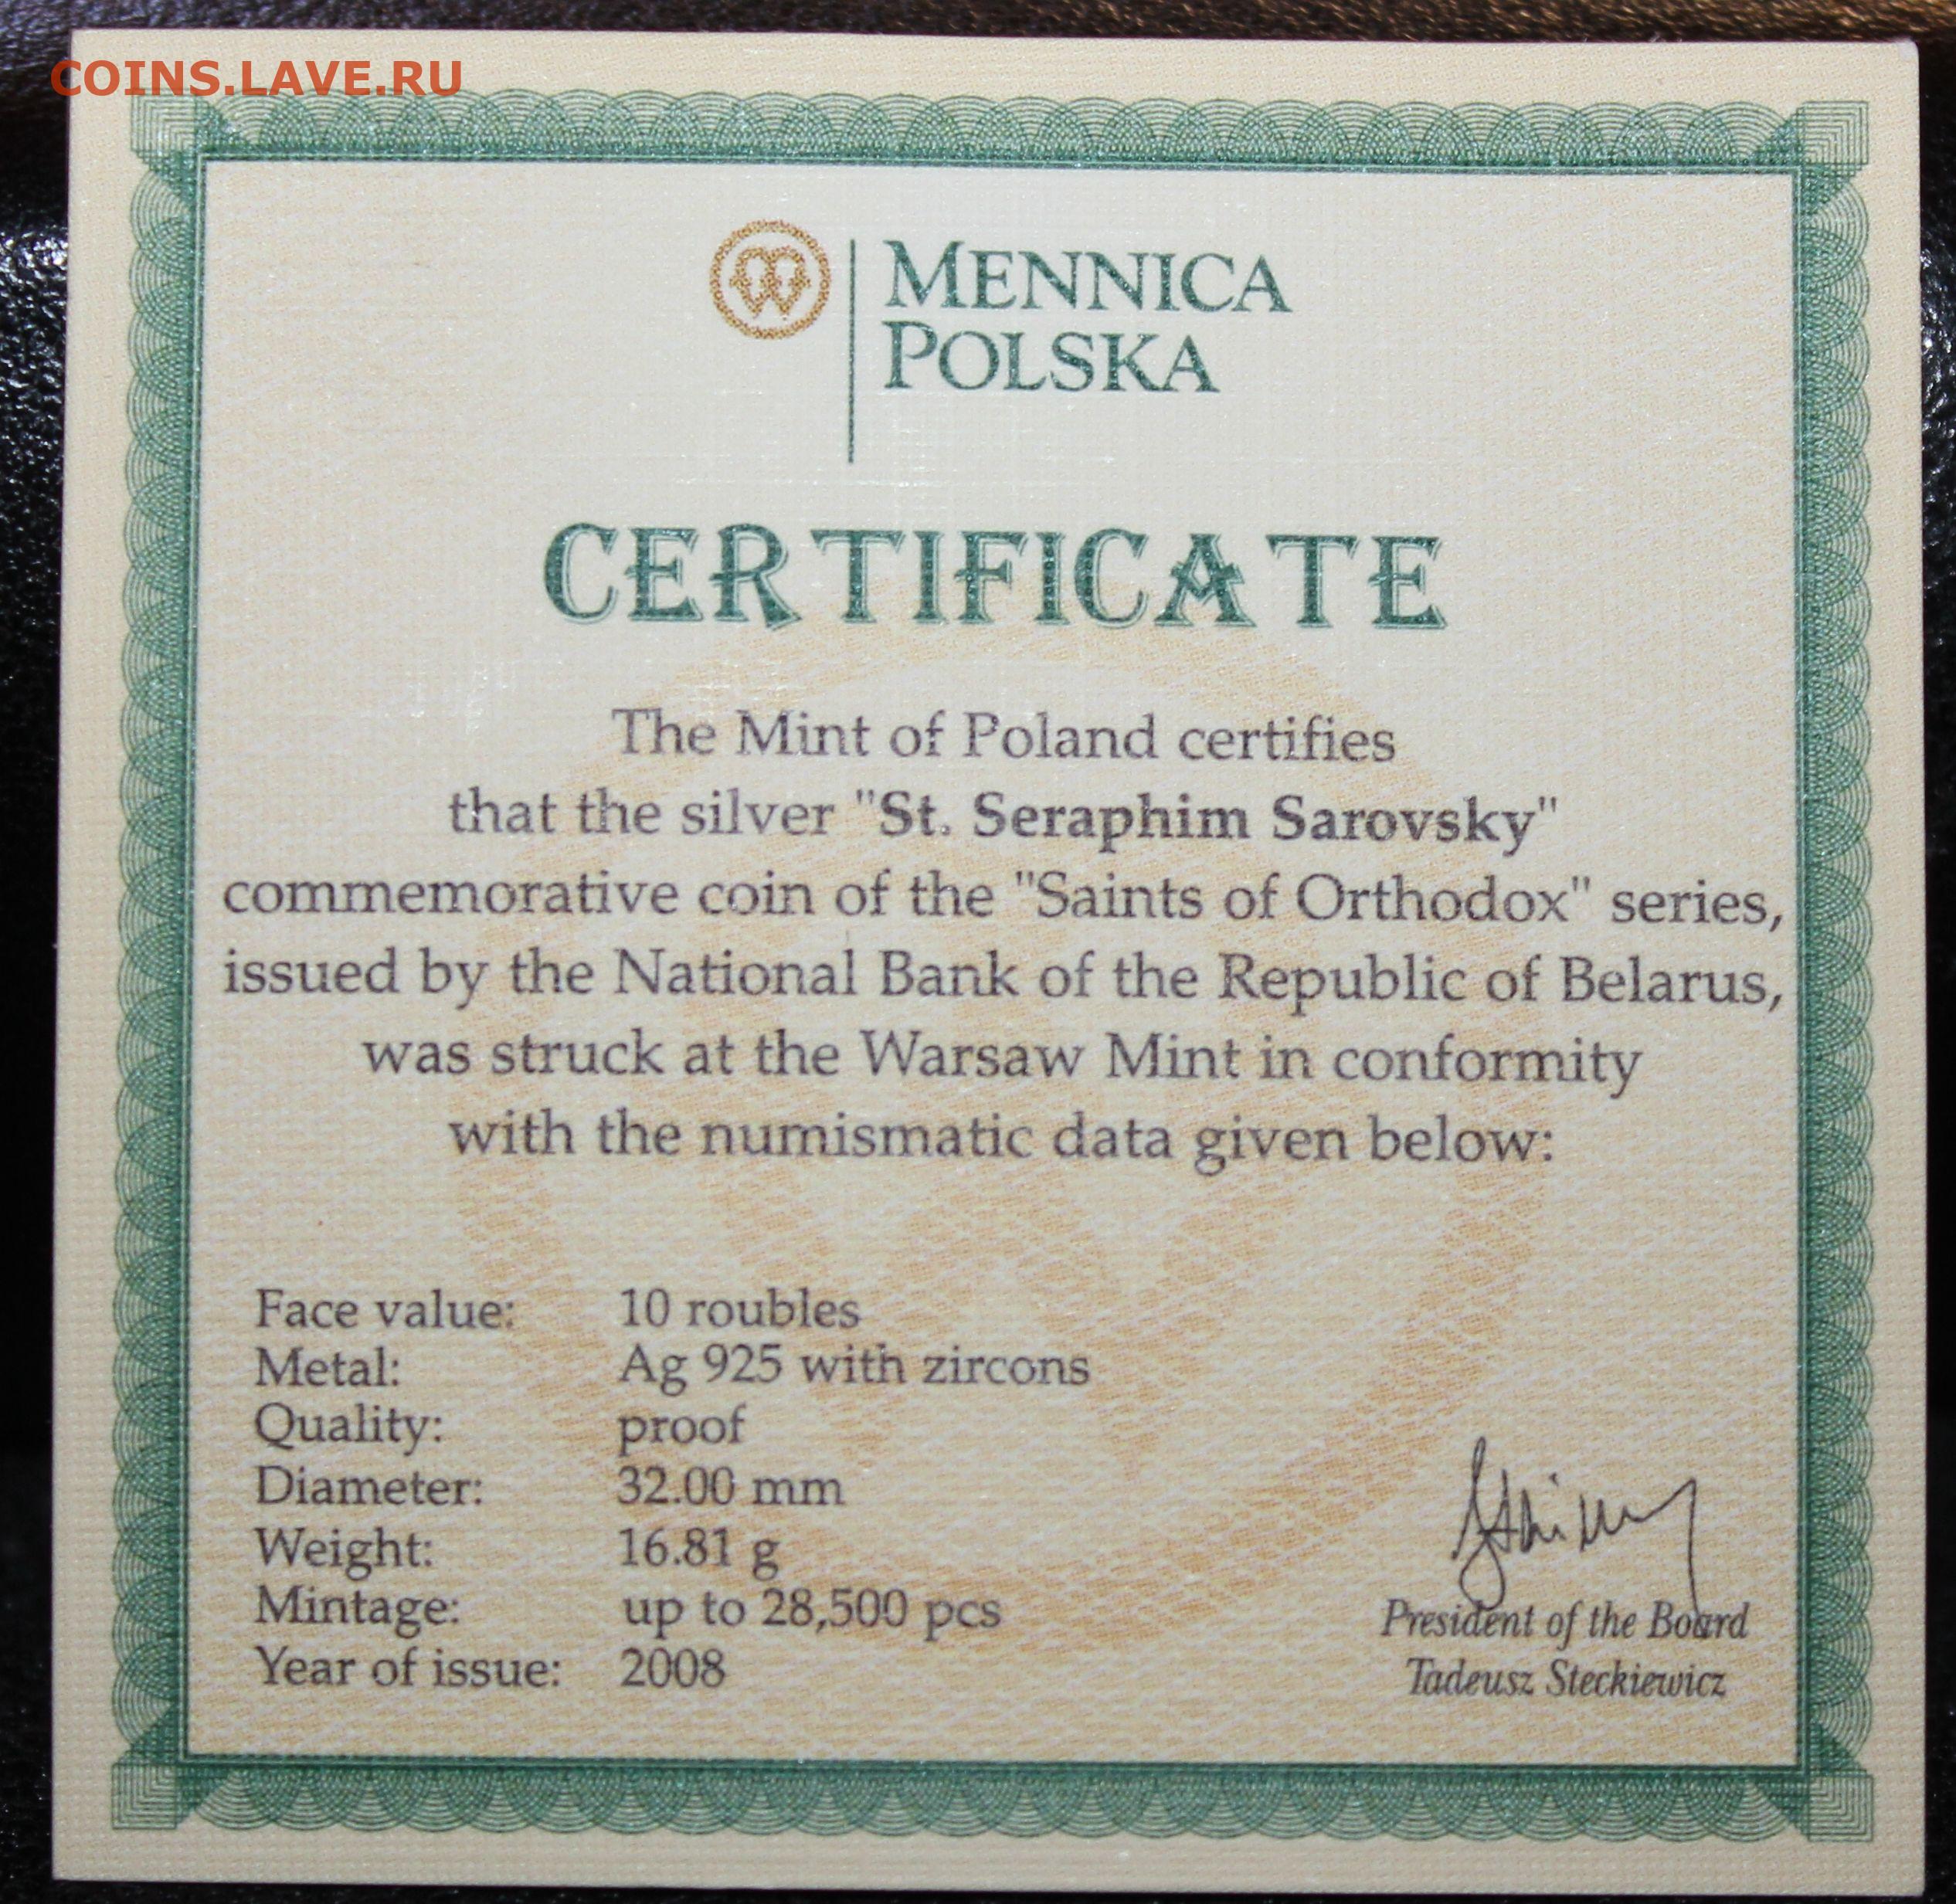 COINS.LAVE.RU
MENNICA
POLSKA
CERTIFICATE
The Mint of Poland certifies
that the silver "St. Seraphim Sarovsky"
commemorative coin of the "Saints of Orthodox" series,
issued by the National Bank of the Republic of Belarus,
was struck at the Warsaw Mint in conformity
with the numismatic data given below:
Face value: 10 roubles
Metal: Ag 925 with zircons
Quality: proof
Diameter: 32.00 mm
Weight: 16.81 g
Mintage: up to 28,500 pcs
Year of issue: 2008
President of the Board
Tadeusz Steckiewicz